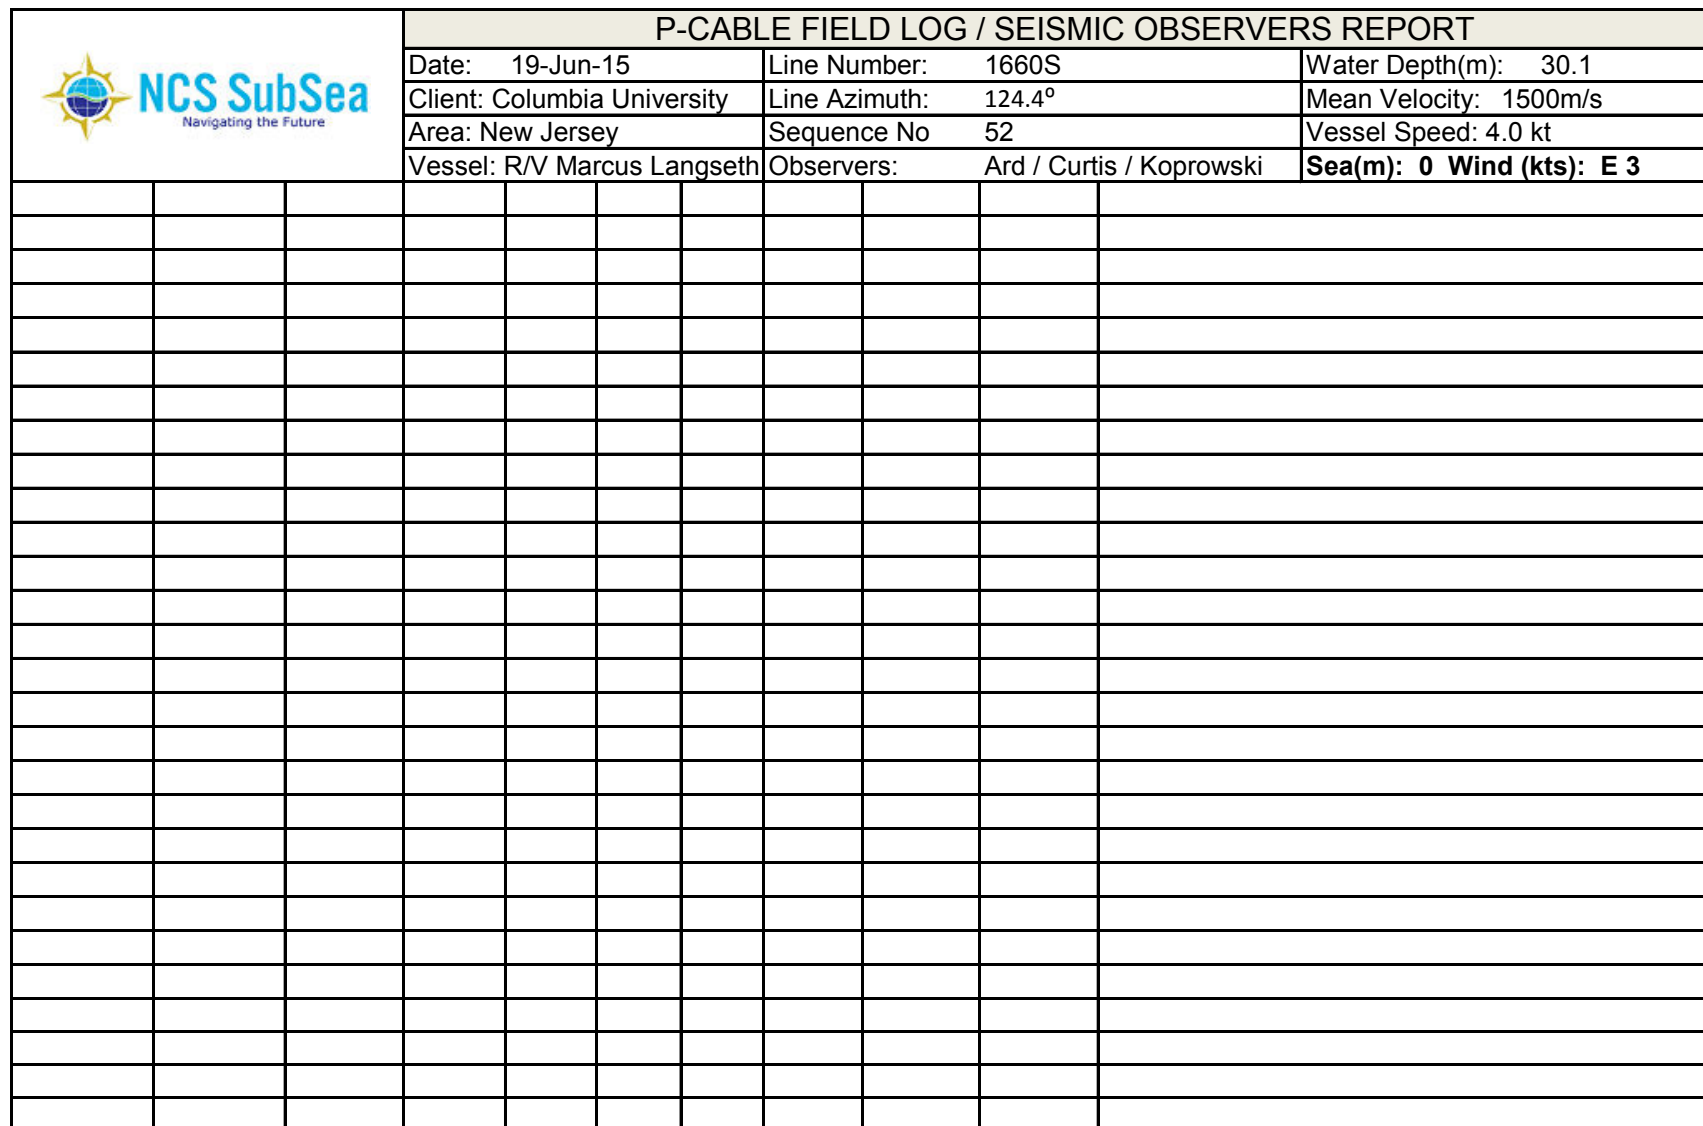 P-CABLE FIELD LOG / SEISMIC OBSERVERS REPORT
NCS SubSea
Navigating the Future
Date: 19-Jun-15 Line Number: 1660S Water Depth(m): 30.1
Client: Columbia University Line Azimuth: 124.4⁰ Mean Velocity: 1500m/s
Area: New Jersey Sequence No 52 Vessel Speed: 4.0 kt
Vessel: R/V Marcus Langseth Observers: Ard / Curtis / Koprowski Sea(m): 0 Wind (kts): E 3